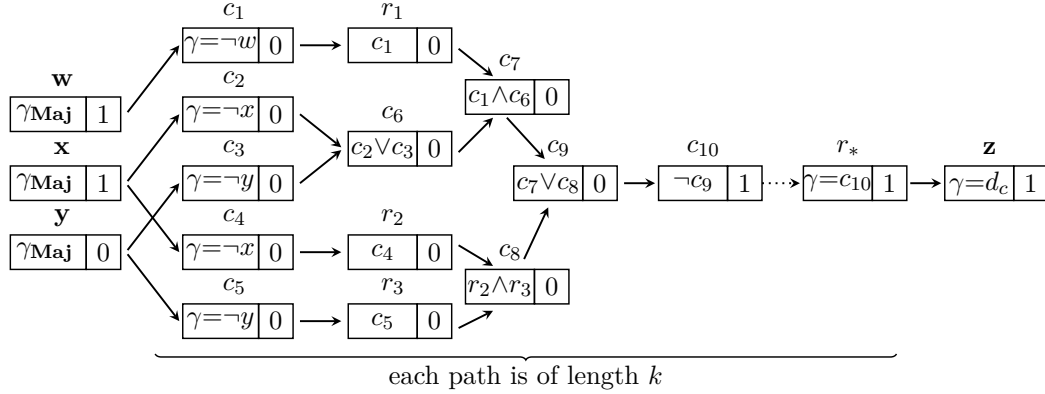 c₁ r₁
γ=¬w 0 c₁ 0 c₇
w c₂ c₁∧c₆ 0
γMaj 1 γ=¬x 0 c₆
x c₃ c₂∨c₃ 0 c₉ c₁₀ r* z
γMaj 1 γ=¬y 0 c₇∨c₈ 0 ¬c₉ 1 γ=c₁₀ 1 γ=d_c 1
y c₄ r₂
γMaj 0 γ=¬x 0 c₄ 0 c₈
c₅ r₃ r₂∧r₃ 0
γ=¬y 0 c₅ 0
each path is of length k